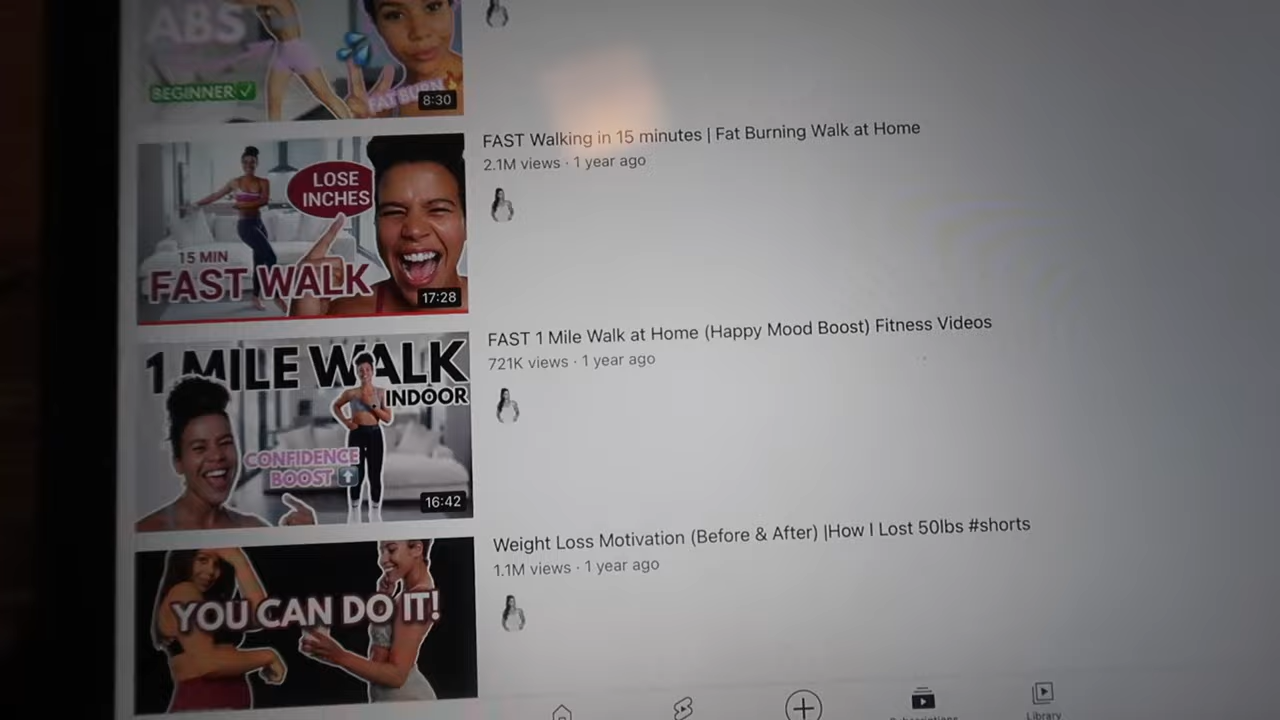 ABS
BEGINNER
FAT BURN
8:30
LOSE
INCHES
15 MIN
FAST WALK
17:28
FAST Walking in 15 minutes | Fat Burning Walk at Home
2.1M views · 1 year ago
1 MILE WALK
INDOOR
CONFIDENCE
BOOST
16:42
FAST 1 Mile Walk at Home (Happy Mood Boost) Fitness Videos
721K views · 1 year ago
YOU CAN DO IT!
Weight Loss Motivation (Before & After) |How I Lost 50lbs #shorts
1.1M views · 1 year ago
Subscriptions
Library